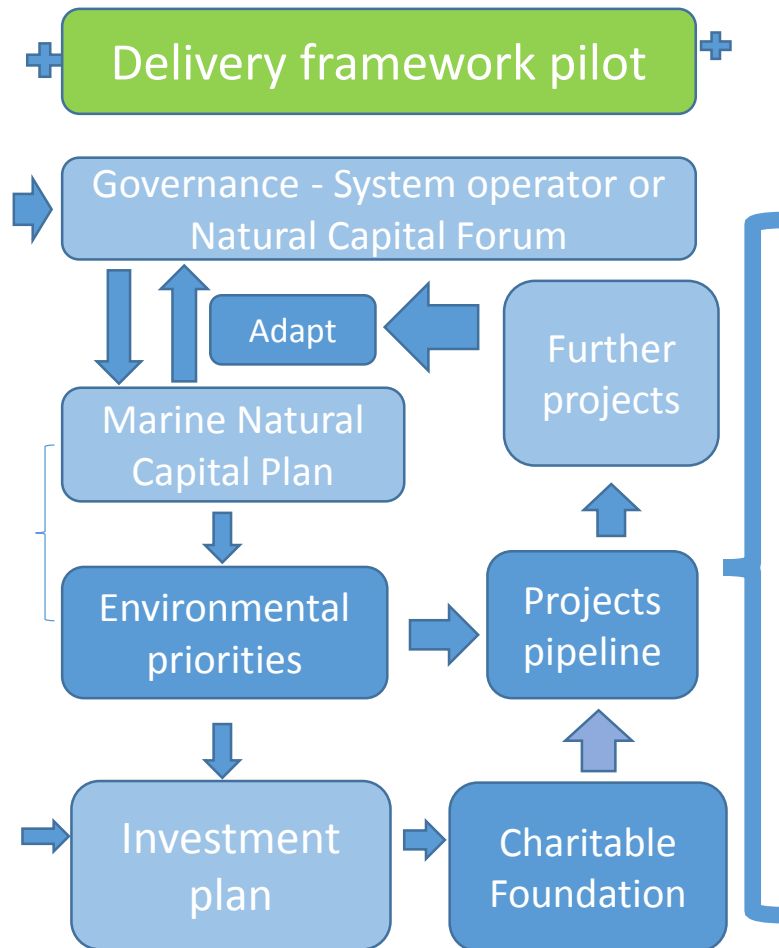 Delivery framework pilot
Governance - System operator or
Natural Capital Forum
Adapt
Further
projects
Marine Natural
Capital Plan
Environmental
priorities
Projects
pipeline
Investment
plan
Charitable
Foundation